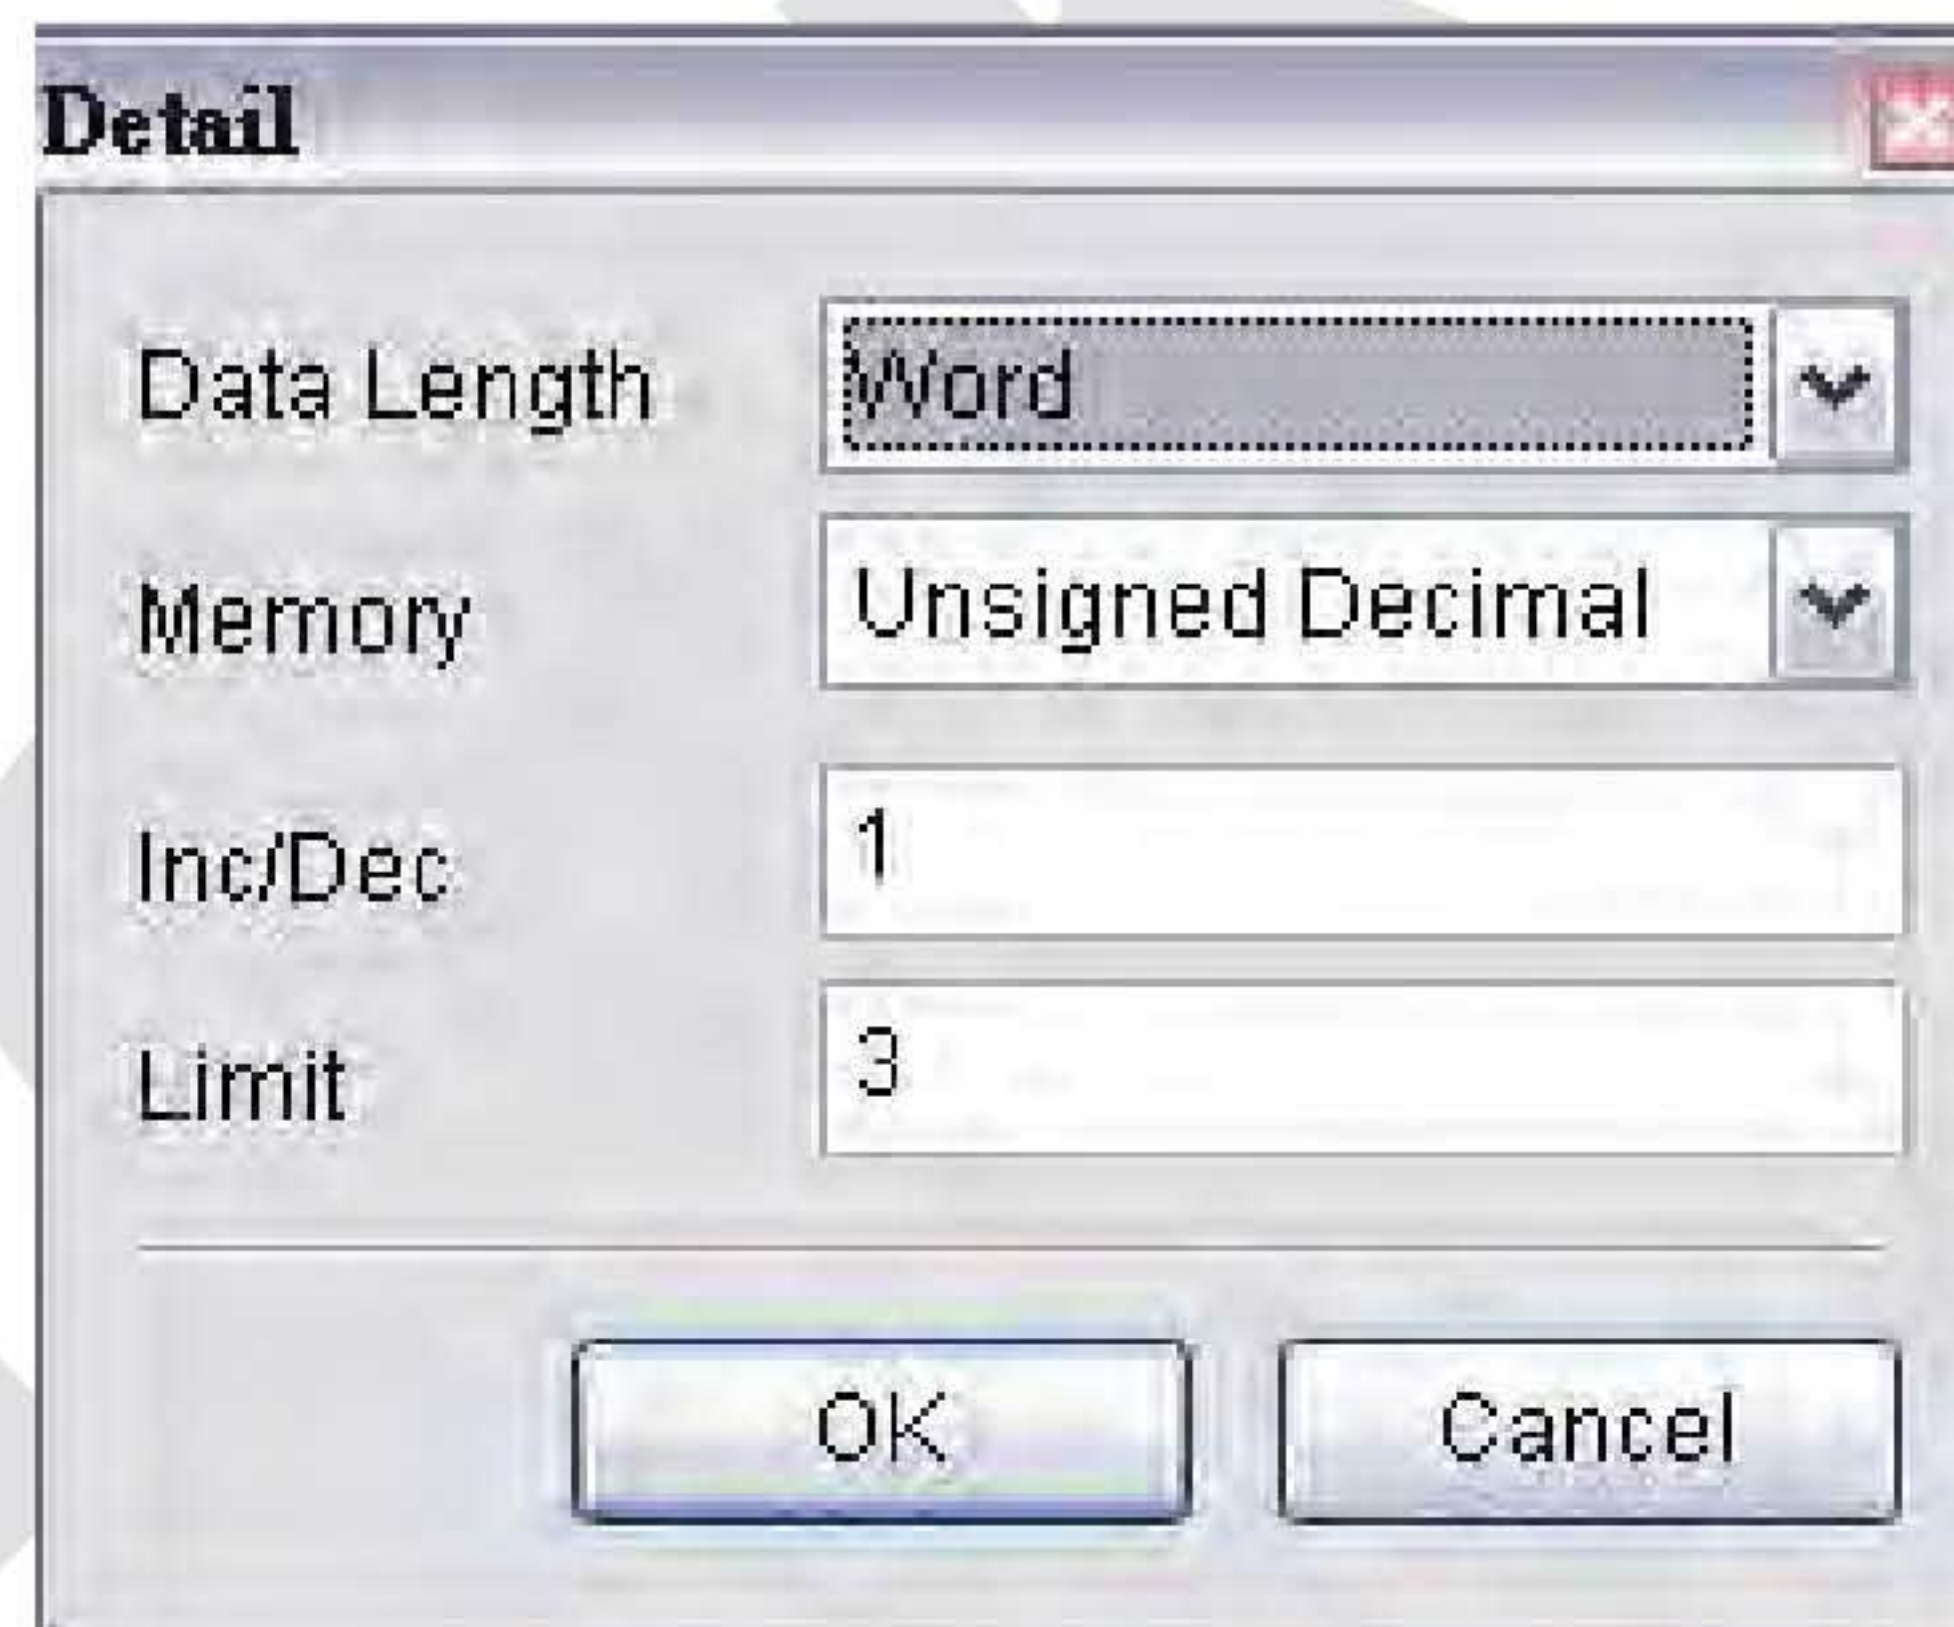 Detail
Data Length Word
Memory Unsigned Decimal
Inc/Dec 1
Limit 3
OK Cancel